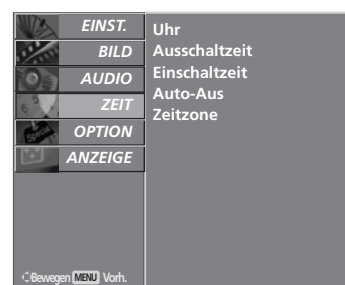 EINST.
BILD
AUDIO
ZEIT
OPTION
ANZEIGE
Uhr
Ausschaltzeit
Einschaltzeit
Auto-Aus
Zeitzone
Bewegen MENU Vorh.